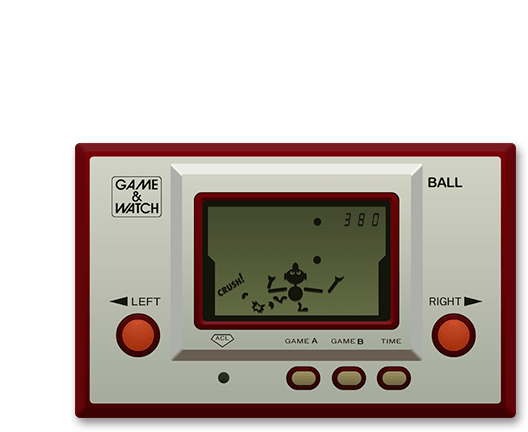 GAME
&
WATCH
BALL
380
CRUSH!
◀ LEFT
RIGHT ▶
ACL
GAME A GAME B TIME